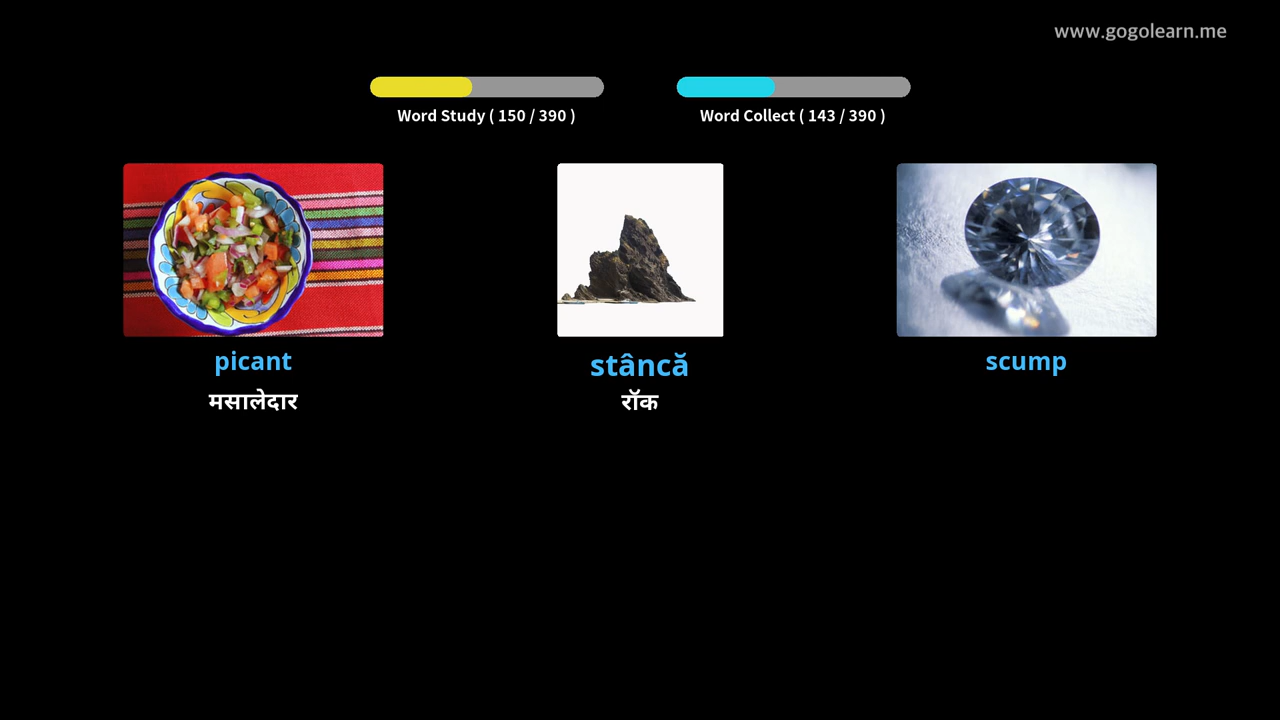 www.gogolearn.me
Word Study ( 150 / 390 )
Word Collect ( 143 / 390 )
picant
stâncă
scump
मसालेदार
रॉक